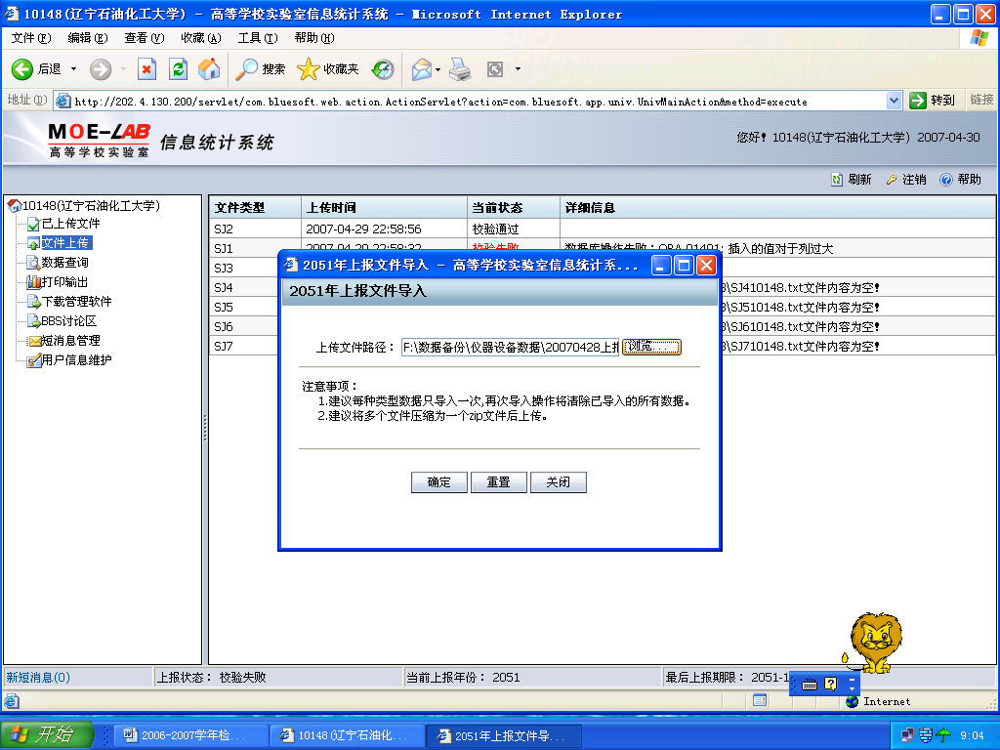 10148(辽宁石油化工大学) - 高等学校实验室信息统计系统 - Microsoft Internet Explorer
文件(F) 编辑(E) 查看(V) 收藏(A) 工具(T) 帮助(H)
后退 搜索 收藏夹
地址(D) http://202.4.130.200/servlet/com.bluesoft.web.action.ActionServlet?action=com.bluesoft.app.univ.UnivMainAction&method=execute 转到 链接
MOE-LAB
高等学校实验室 信息统计系统
您好! 10148(辽宁石油化工大学) 2007-04-30
刷新 注销 帮助
10148(辽宁石油化工大学)
已上传文件
文件上传
数据查询
打印输出
下载管理软件
BBS讨论区
短消息管理
用户信息维护
文件类型 上传时间 当前状态 详细信息
SJ2 2007-04-29 22:58:56 校验通过
SJ1 2007-04-29 22:58:32 校验失败 数据库操作失败:ORA-01401: 插入的值对于列过大
SJ3
SJ4 \SJ410148.txt文件内容为空!
SJ5 \SJ510148.txt文件内容为空!
SJ6 \SJ610148.txt文件内容为空!
SJ7 \SJ710148.txt文件内容为空!
2051年上报文件导入 - 高等学校实验室信息统计系...
2051年上报文件导入
上传文件路径: F:\数据备份\仪器设备数据\20070428上报 浏览...
注意事项:
1.建议每种类型数据只导入一次,再次导入操作将清除已导入的所有数据。
2.建议将多个文件压缩为一个zip文件后上传。
确定 重置 关闭
新短消息(0) 上报状态: 校验失败 当前上报年份: 2051 最后上报期限: 2051-1
Internet
开始 2006-2007学年检... 10148(辽宁石油化... 2051年上报文件导... 9:04